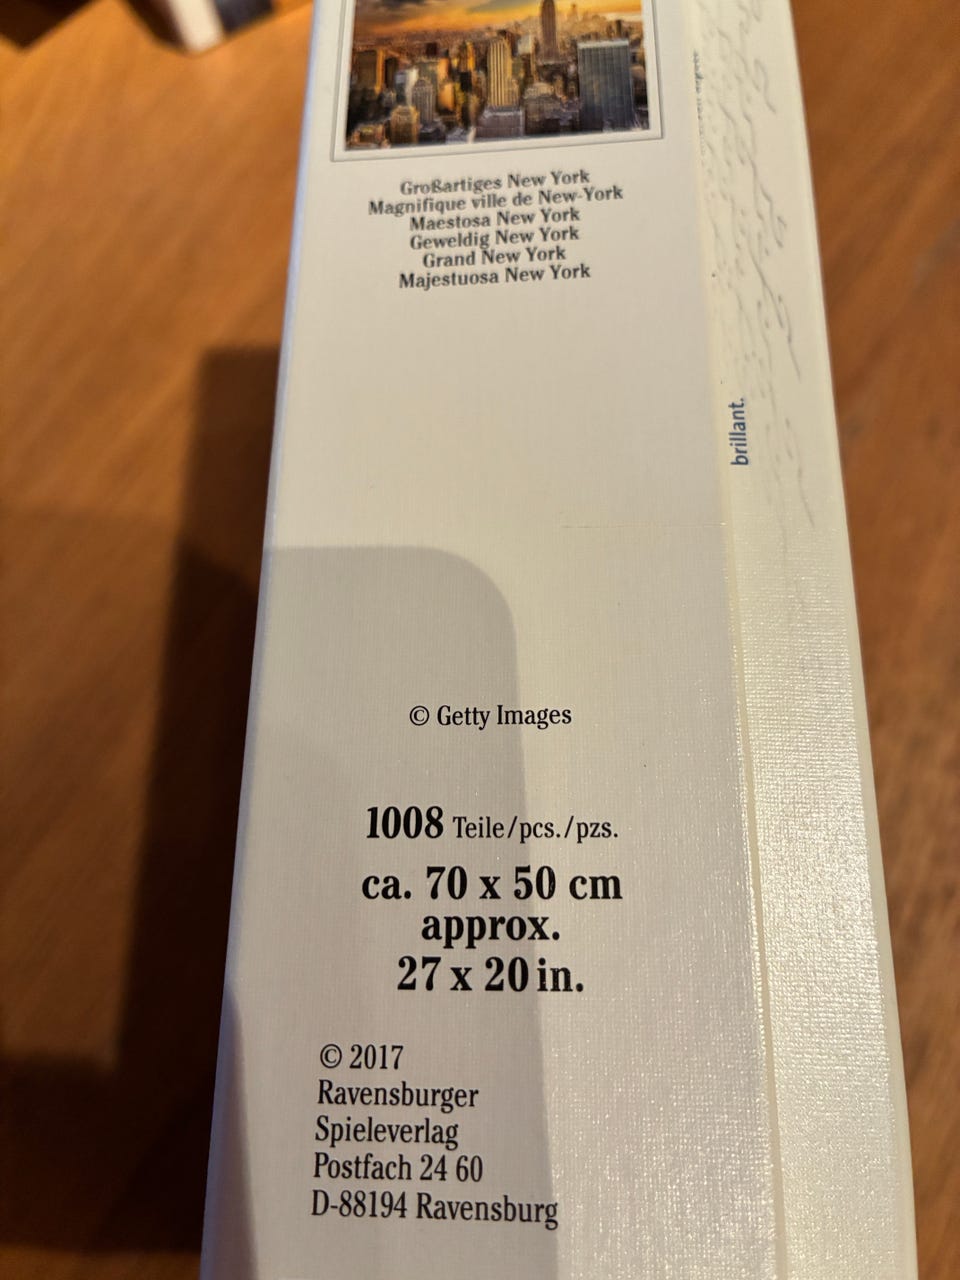 Großartiges New York
Magnifique ville de New-York
Maestosa New York
Geweldig New York
Grand New York
Majestuosa New York
brillant.
© Getty Images
1008 Teile/pcs./pzs.
ca. 70 x 50 cm
approx.
27 x 20 in.
© 2017
Ravensburger
Spieleverlag
Postfach 24 60
D-88194 Ravensburg